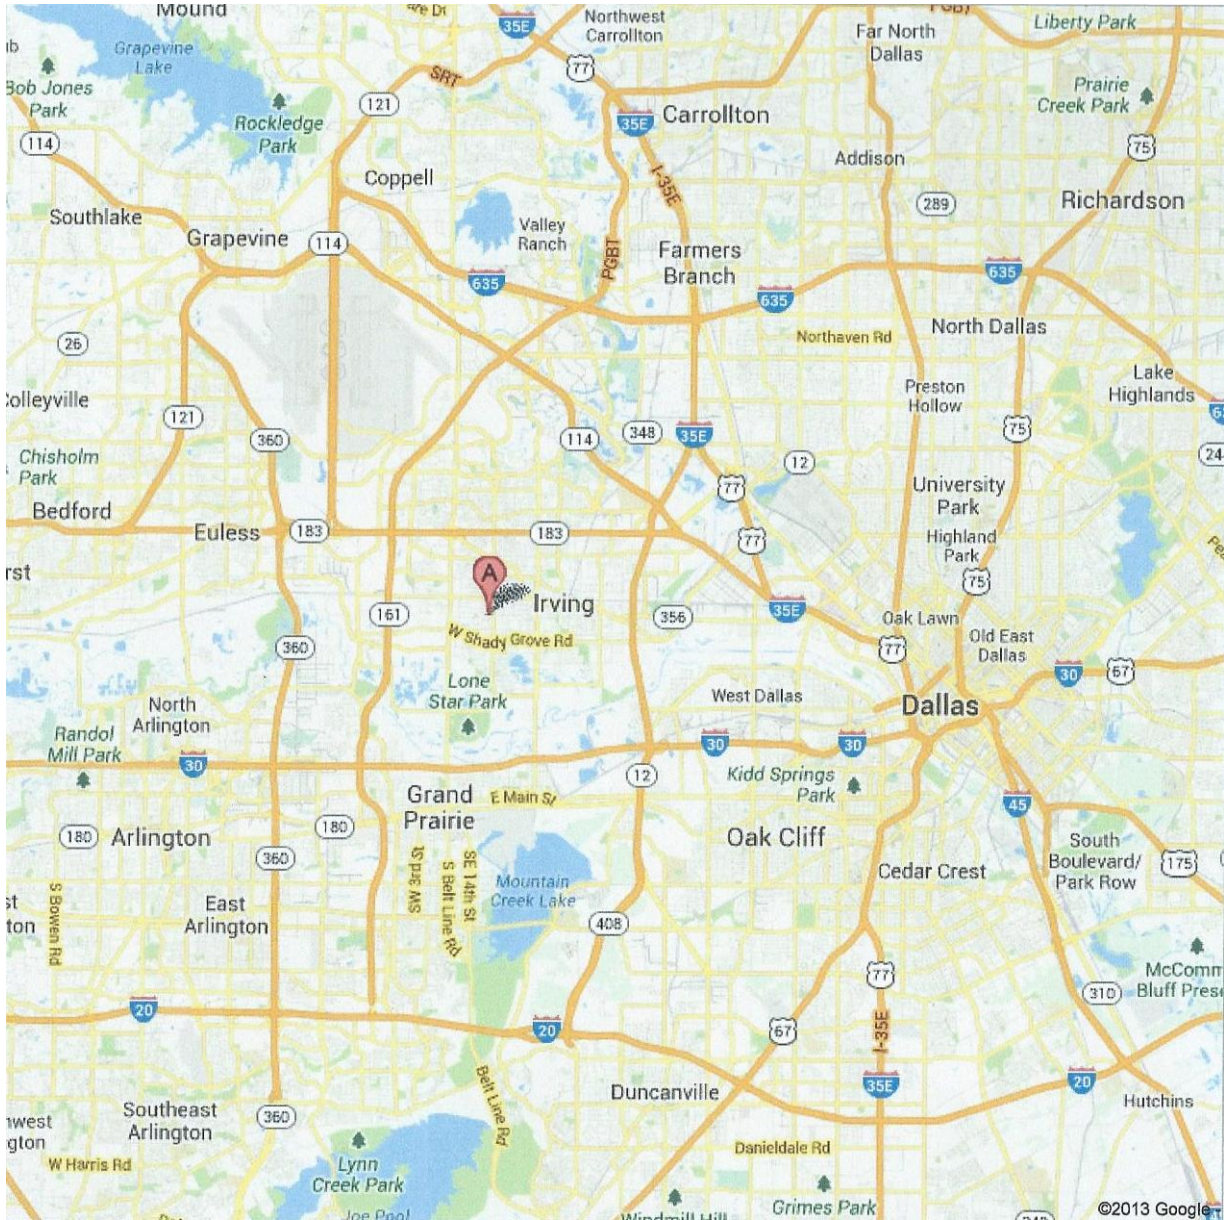 Mound
35E
Northwest
Carrollton
77
Far North
Dallas
Liberty Park
Grapevine
Lake
Bob Jones
Park
SRT
121
Prairie
Creek Park
Rockledge
Park
35E
Carrollton
114
75
Coppell
I-35E
Addison
289
Richardson
Southlake
Grapevine
114
Valley
Ranch
PGBT
Farmers
Branch
635
635
635
26
Northaven Rd
North Dallas
Lake
Highlands
Preston
Hollow
121
360
114
348
35E
75
12
Chisholm
Park
77
University
Park
Bedford
Euless
183
183
77
Highland
Park
A
75
161
Irving
356
35E
Oak Lawn
W Shady Grove Rd
360
77
Old East
Dallas
Lone
Star Park
West Dallas
30
67
North
Arlington
Dallas
Randol
Mill Park
30
30
30
12
Kidd Springs
Park
Grand
Prairie
E Main St
45
180
Arlington
180
360
Oak Cliff
South
Boulevard/
Park Row
175
Cedar Crest
SW 3rd St
S Belt Line Rd
SE 14th St
Mountain
Creek Lake
S Bowen Rd
East
Arlington
408
77
McComm
Bluff Prese
310
20
20
67
I-35E
Belt Line Rd
Duncanville
35E
20
Hutchins
Southeast
Arlington
360
W Harris Rd
Danieldale Rd
Lynn
Creek Park
Joe Pool
Windmill Hill
Grimes Park
©2013 Google